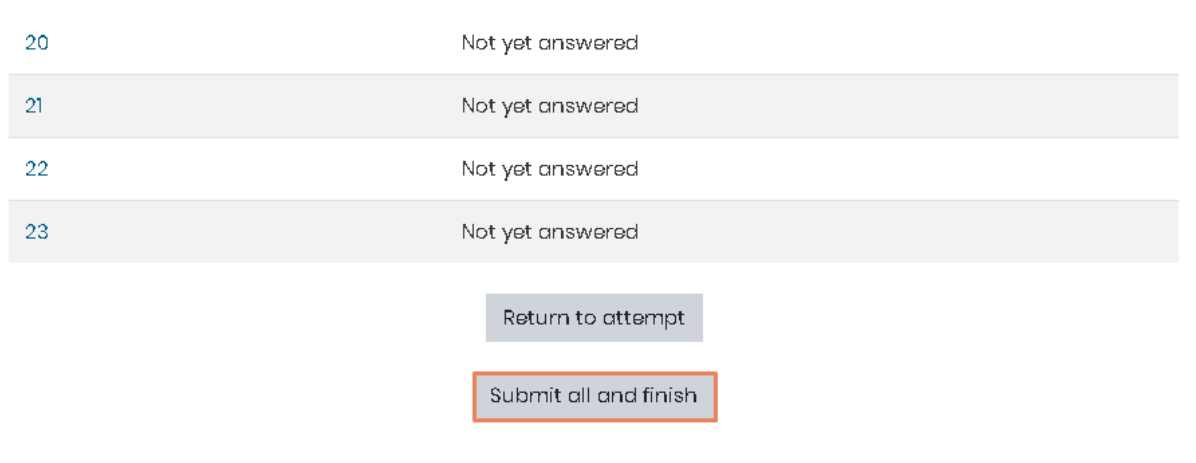 20 Not yet answered
21 Not yet answered
22 Not yet answered
23 Not yet answered
Return to attempt
Submit all and finish